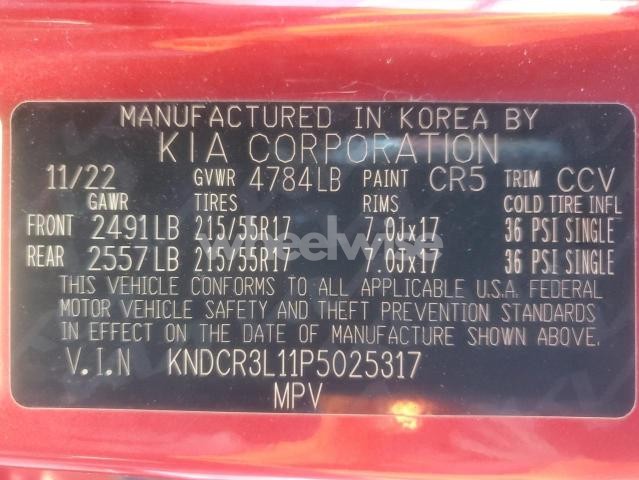 MANUFACTURED IN KOREA BY
KIA CORPORATION
11/22 GVWR 4784LB PAINT CR5 TRIM CCV
GAWR TIRES RIMS COLD TIRE INFL
FRONT 2491LB 215/55R17 7.0Jx17 36 PSI SINGLE
REAR 2557LB 215/55R17 7.0Jx17 36 PSI SINGLE
wheelwise
THIS VEHICLE CONFORMS TO ALL APPLICABLE U.S.A. FEDERAL
MOTOR VEHICLE SAFETY AND THEFT PREVENTION STANDARDS
IN EFFECT ON THE DATE OF MANUFACTURE SHOWN ABOVE.
V.I.N KNDCR3L11P5025317
MPV